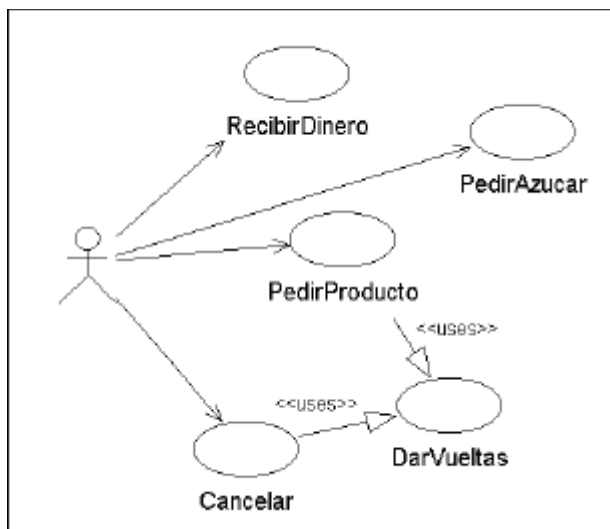 RecibirDinero
PedirAzucar
PedirProducto
<<uses>>
<<uses>>
DarVueltas
Cancelar